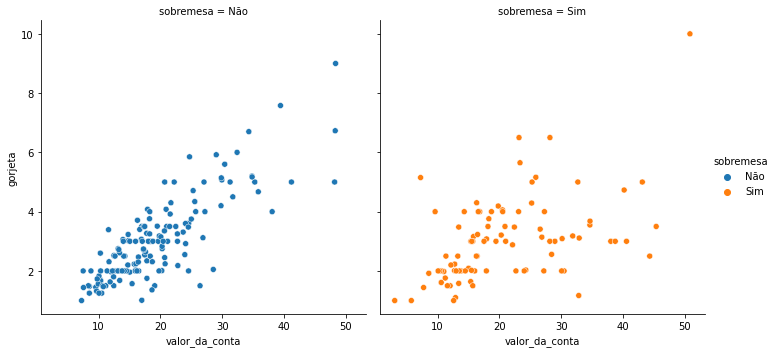 sobremesa = Não
sobremesa = Sim
10
8
6
4
2
gorjeta
10
20
30
40
50
valor_da_conta
10
20
30
40
50
valor_da_conta
sobremesa
Não
Sim